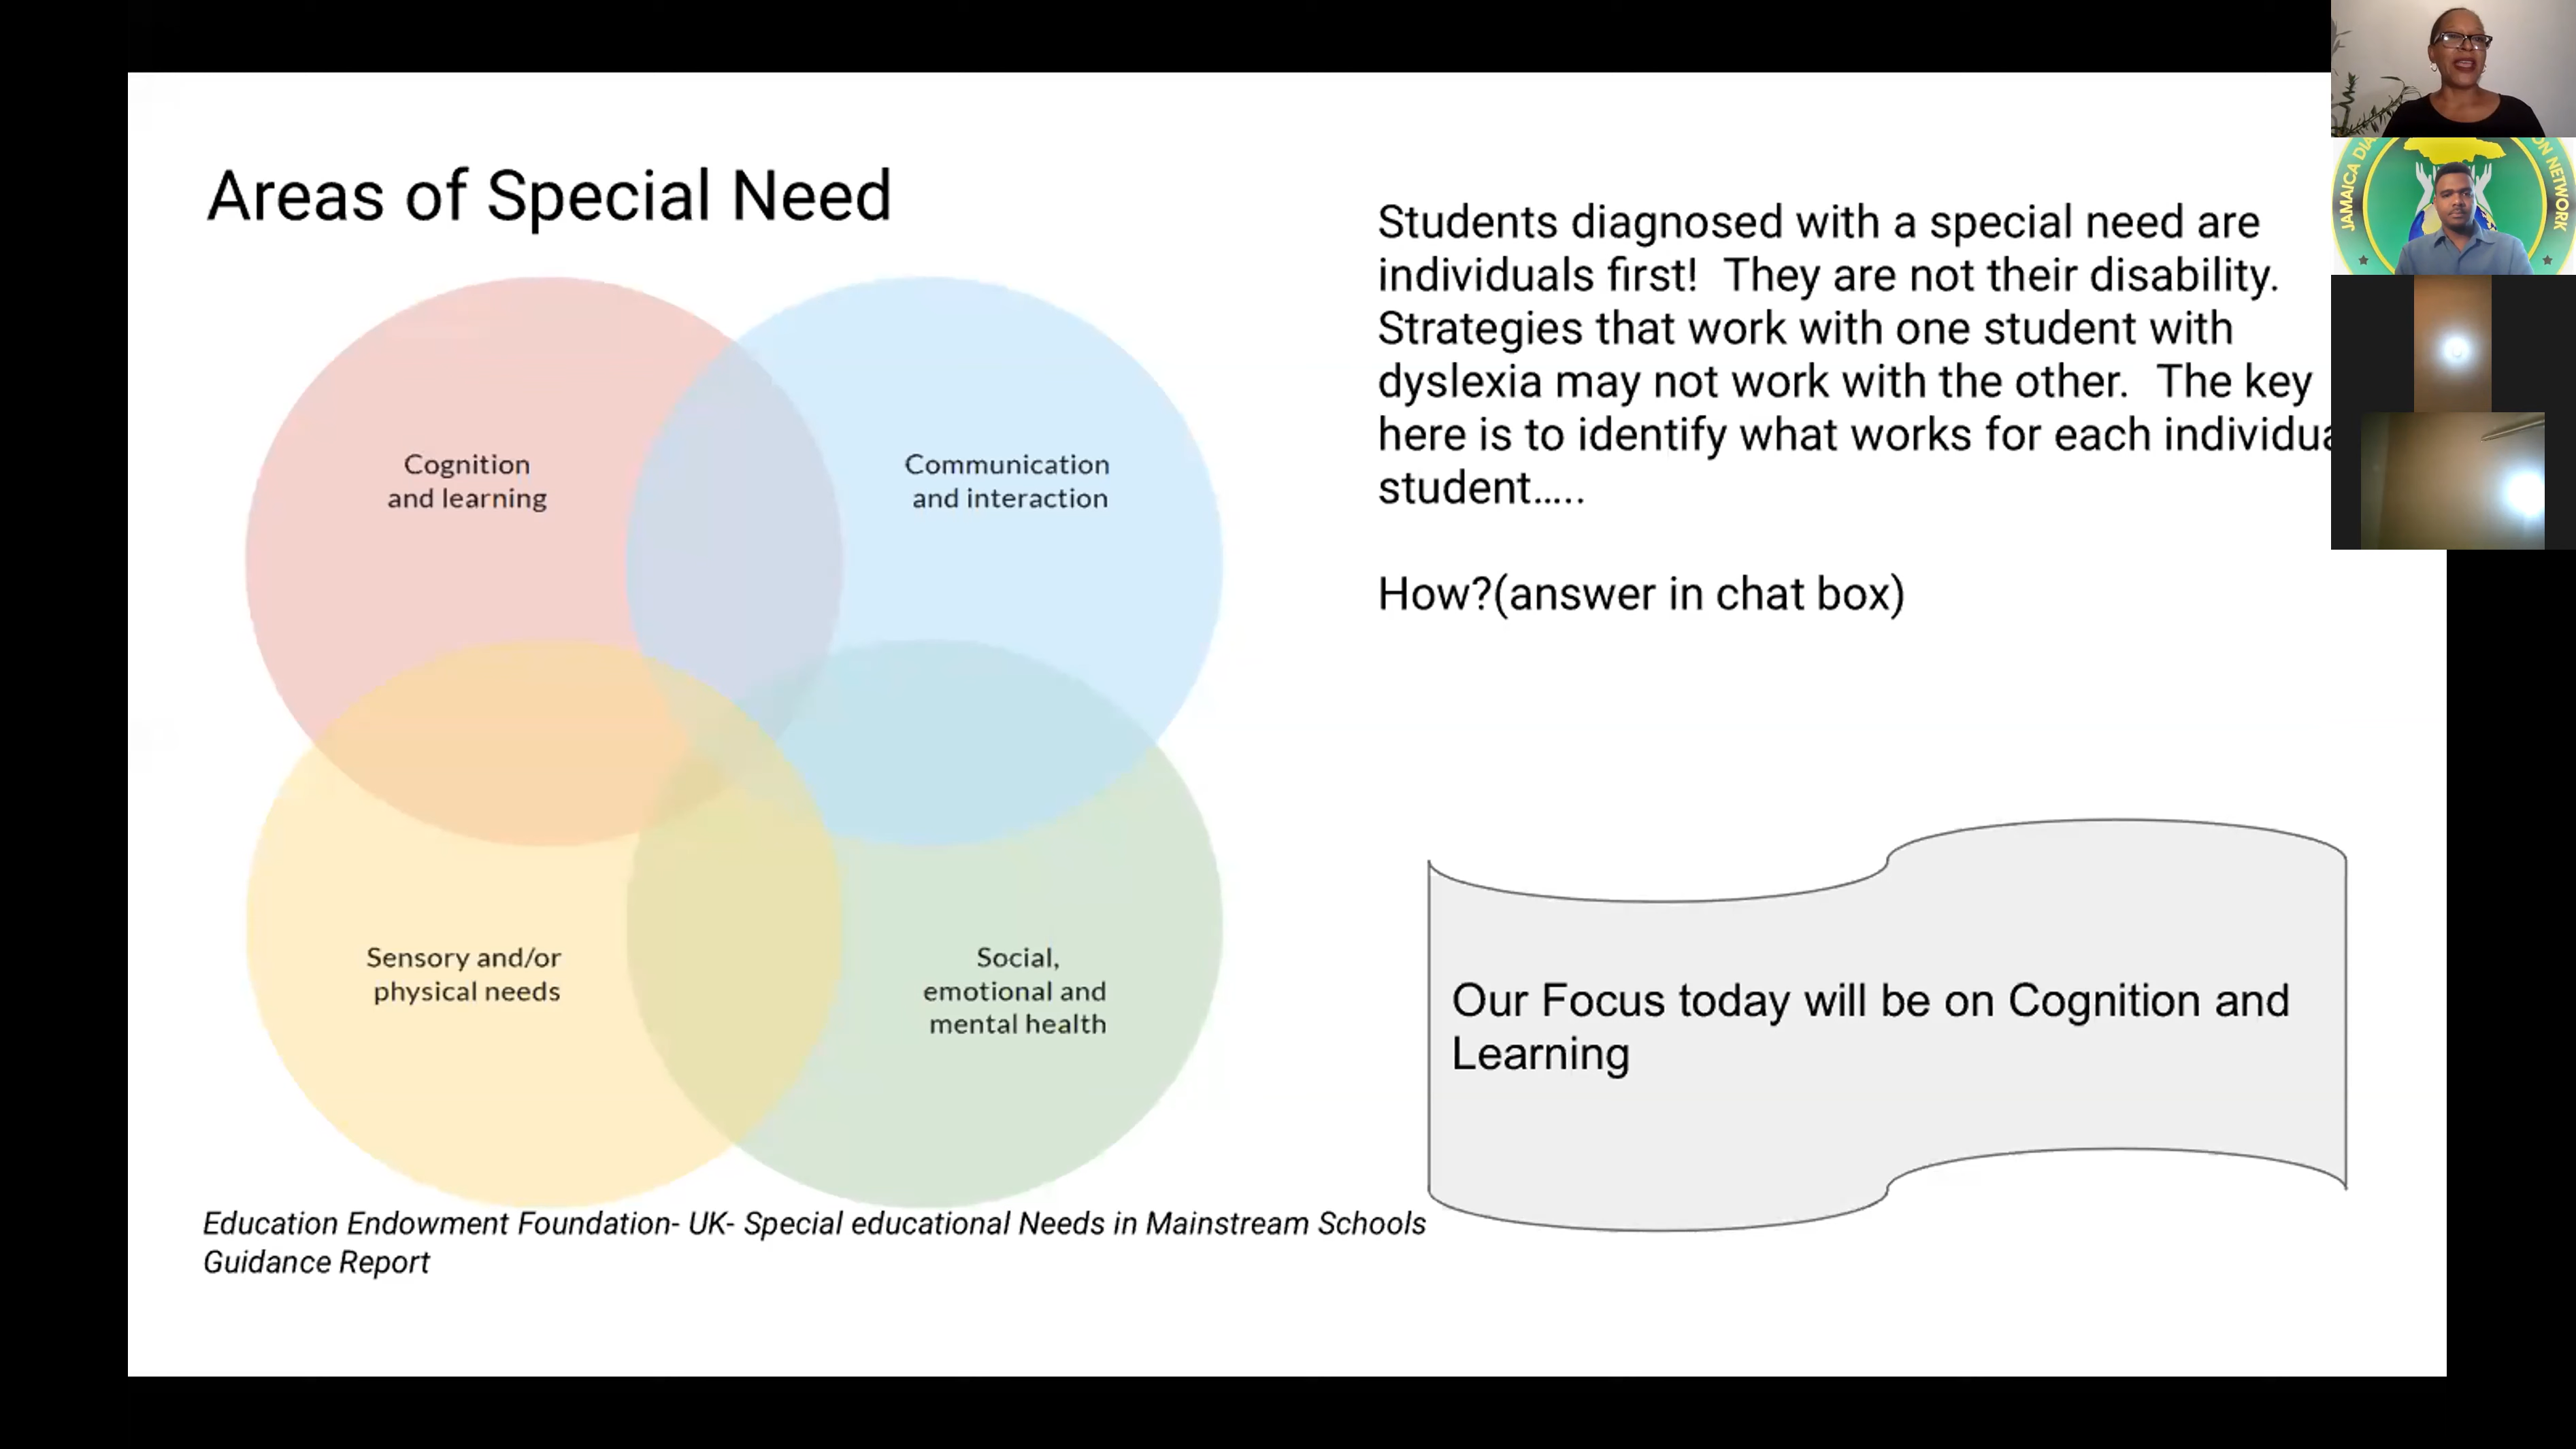 Areas of Special Need
Cognition
and learning
Communication
and interaction
Sensory and/or
physical needs
Social,
emotional and
mental health
Education Endowment Foundation- UK- Special educational Needs in Mainstream Schools
Guidance Report
Students diagnosed with a special need are
individuals first!  They are not their disability.
Strategies that work with one student with
dyslexia may not work with the other.  The key
here is to identify what works for each
student.....
How?(answer in chat box)
Our Focus today will be on Cognition and
Learning
JAMAICA
NETWORK